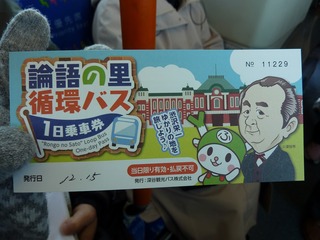 № 11229
論語の里
循環バス
1日乗車券
"Rongo no Sato" Loop Bus
One-day Pass
渋沢栄一
ゆかりの地を
旅しよう♪
発行日
12.15
当日限り有効・払戻不可
発行：深谷観光バス株式会社